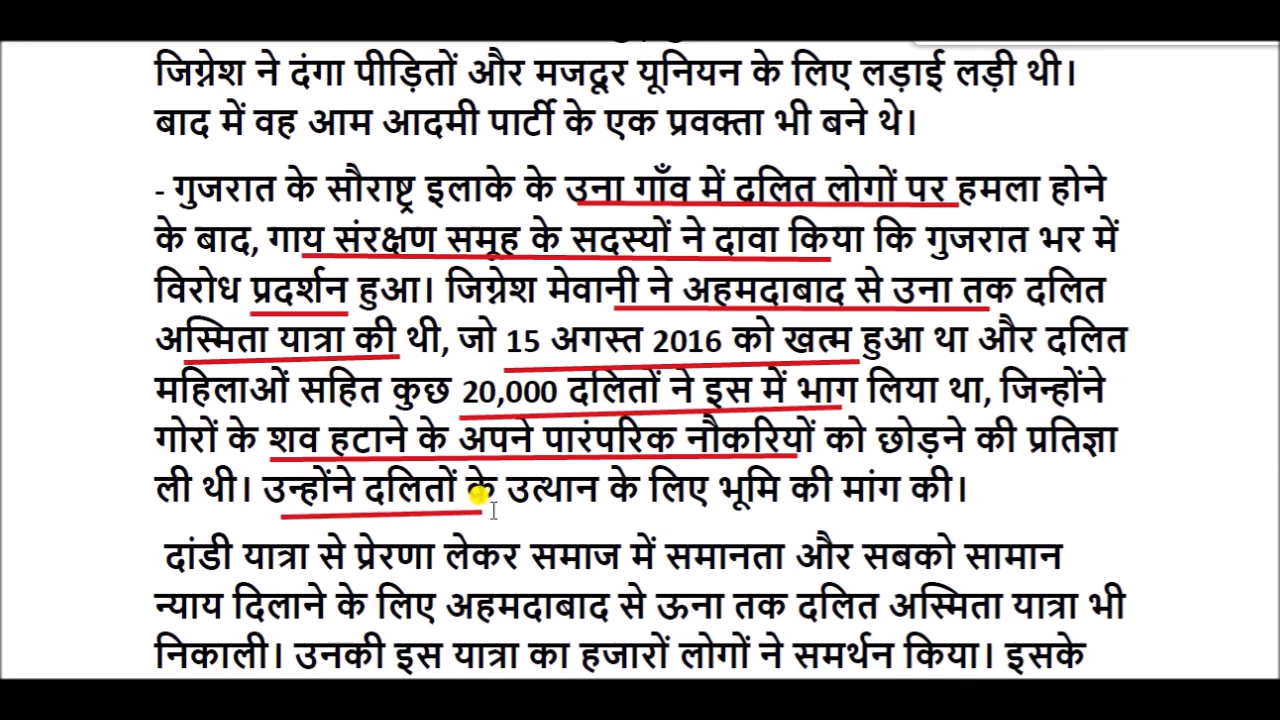 जिग्नेश ने दंगा पीड़ितों और मजदूर यूनियन के लिए लड़ाई लड़ी थी।
बाद में वह आम आदमी पार्टी के एक प्रवक्ता भी बने थे।
- गुजरात के सौराष्ट्र इलाके के उना गाँव में दलित लोगों पर हमला होने
के बाद, गाय संरक्षण समूह के सदस्यों ने दावा किया कि गुजरात भर में
विरोध प्रदर्शन हुआ। जिग्नेश मेवानी ने अहमदाबाद से उना तक दलित
अस्मिता यात्रा की थी, जो 15 अगस्त 2016 को खत्म हुआ था और दलित
महिलाओं सहित कुछ 20,000 दलितों ने इस में भाग लिया था, जिन्होंने
गोरों के शव हटाने के अपने पारंपरिक नौकरियों को छोड़ने की प्रतिज्ञा
ली थी। उन्होंने दलितों के उत्थान के लिए भूमि की मांग की।
दांडी यात्रा से प्रेरणा लेकर समाज में समानता और सबको सामान
न्याय दिलाने के लिए अहमदाबाद से ऊना तक दलित अस्मिता यात्रा भी
निकाली। उनकी इस यात्रा का हजारों लोगों ने समर्थन किया। इसके